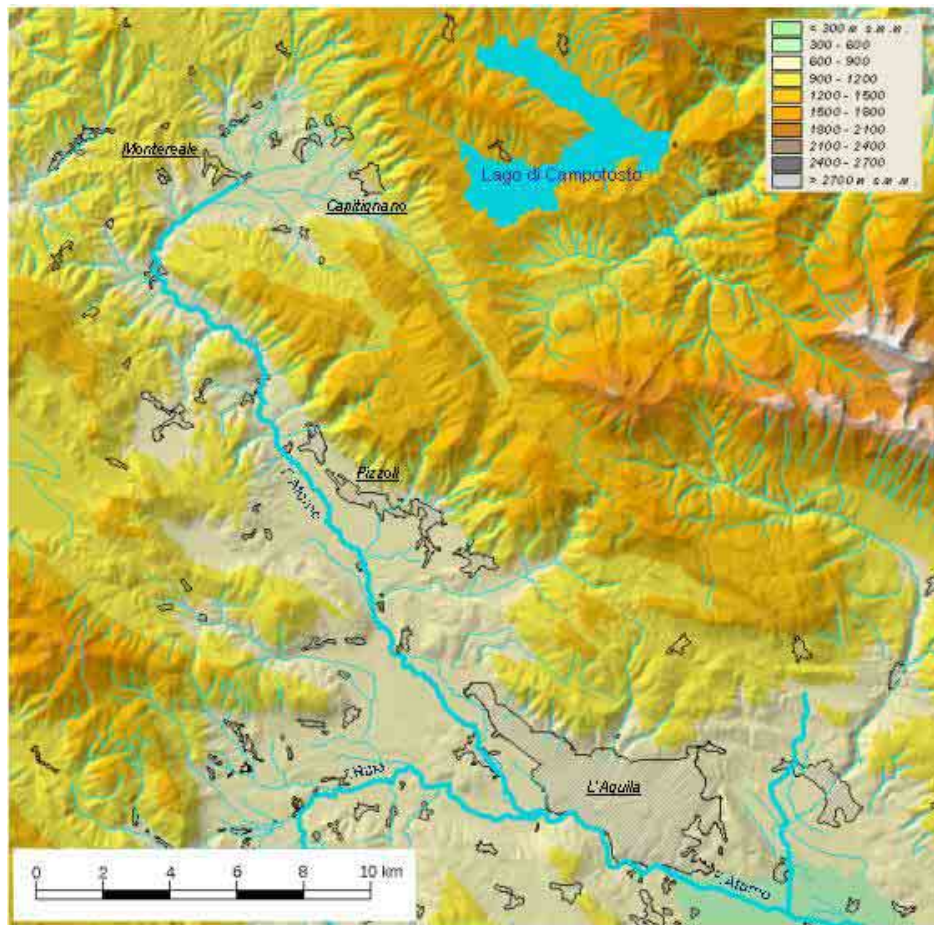 < 300 m s.m.m.
300 - 600
600 - 900
900 - 1200
1200 - 1500
1500 - 1800
1800 - 2100
2100 - 2400
2400 - 2700
> 2700 m s.m.m.
Montereale
Lago di Campotosto
Capitignano
Pizzoli
F. Aterno
L'Aquila
F. Aterno
0 2 4 6 8 10 km